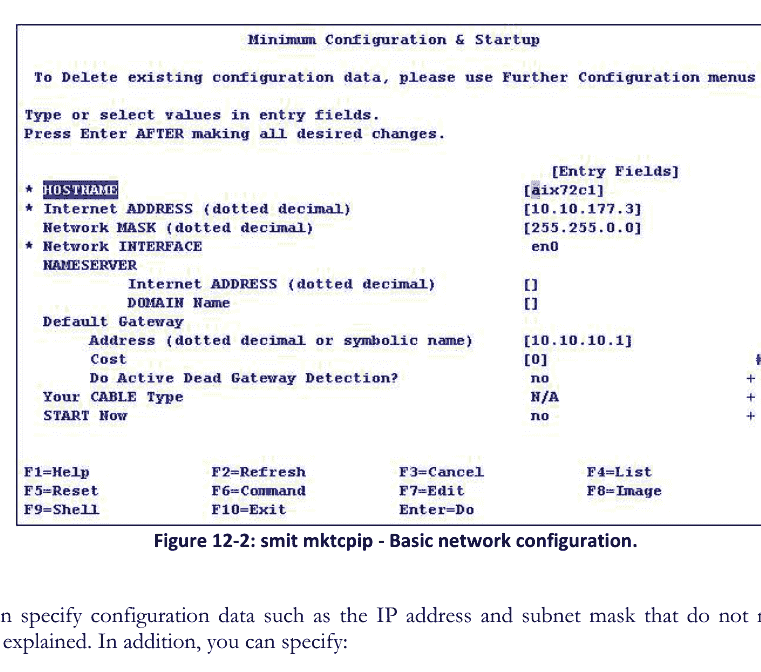 Minimum Configuration & Startup
To Delete existing configuration data, please use Further Configuration menus
Type or select values in entry fields.
Press Enter AFTER making all desired changes.
[Entry Fields]
* HOSTNAME [aix72c1]
* Internet ADDRESS (dotted decimal) [10.10.177.3]
Network MASK (dotted decimal) [255.255.0.0]
* Network INTERFACE en0
NAMESERVER
Internet ADDRESS (dotted decimal) []
DOMAIN Name []
Default Gateway
Address (dotted decimal or symbolic name) [10.10.10.1]
Cost [0] #
Do Active Dead Gateway Detection? no +
Your CABLE Type N/A +
START Now no +
F1=Help F2=Refresh F3=Cancel F4=List
F5=Reset F6=Command F7=Edit F8=Image
F9=Shell F10=Exit Enter=Do
Figure 12-2: smit mktcpip - Basic network configuration.
n specify configuration data such as the IP address and subnet mask that do not
explained. In addition, you can specify: